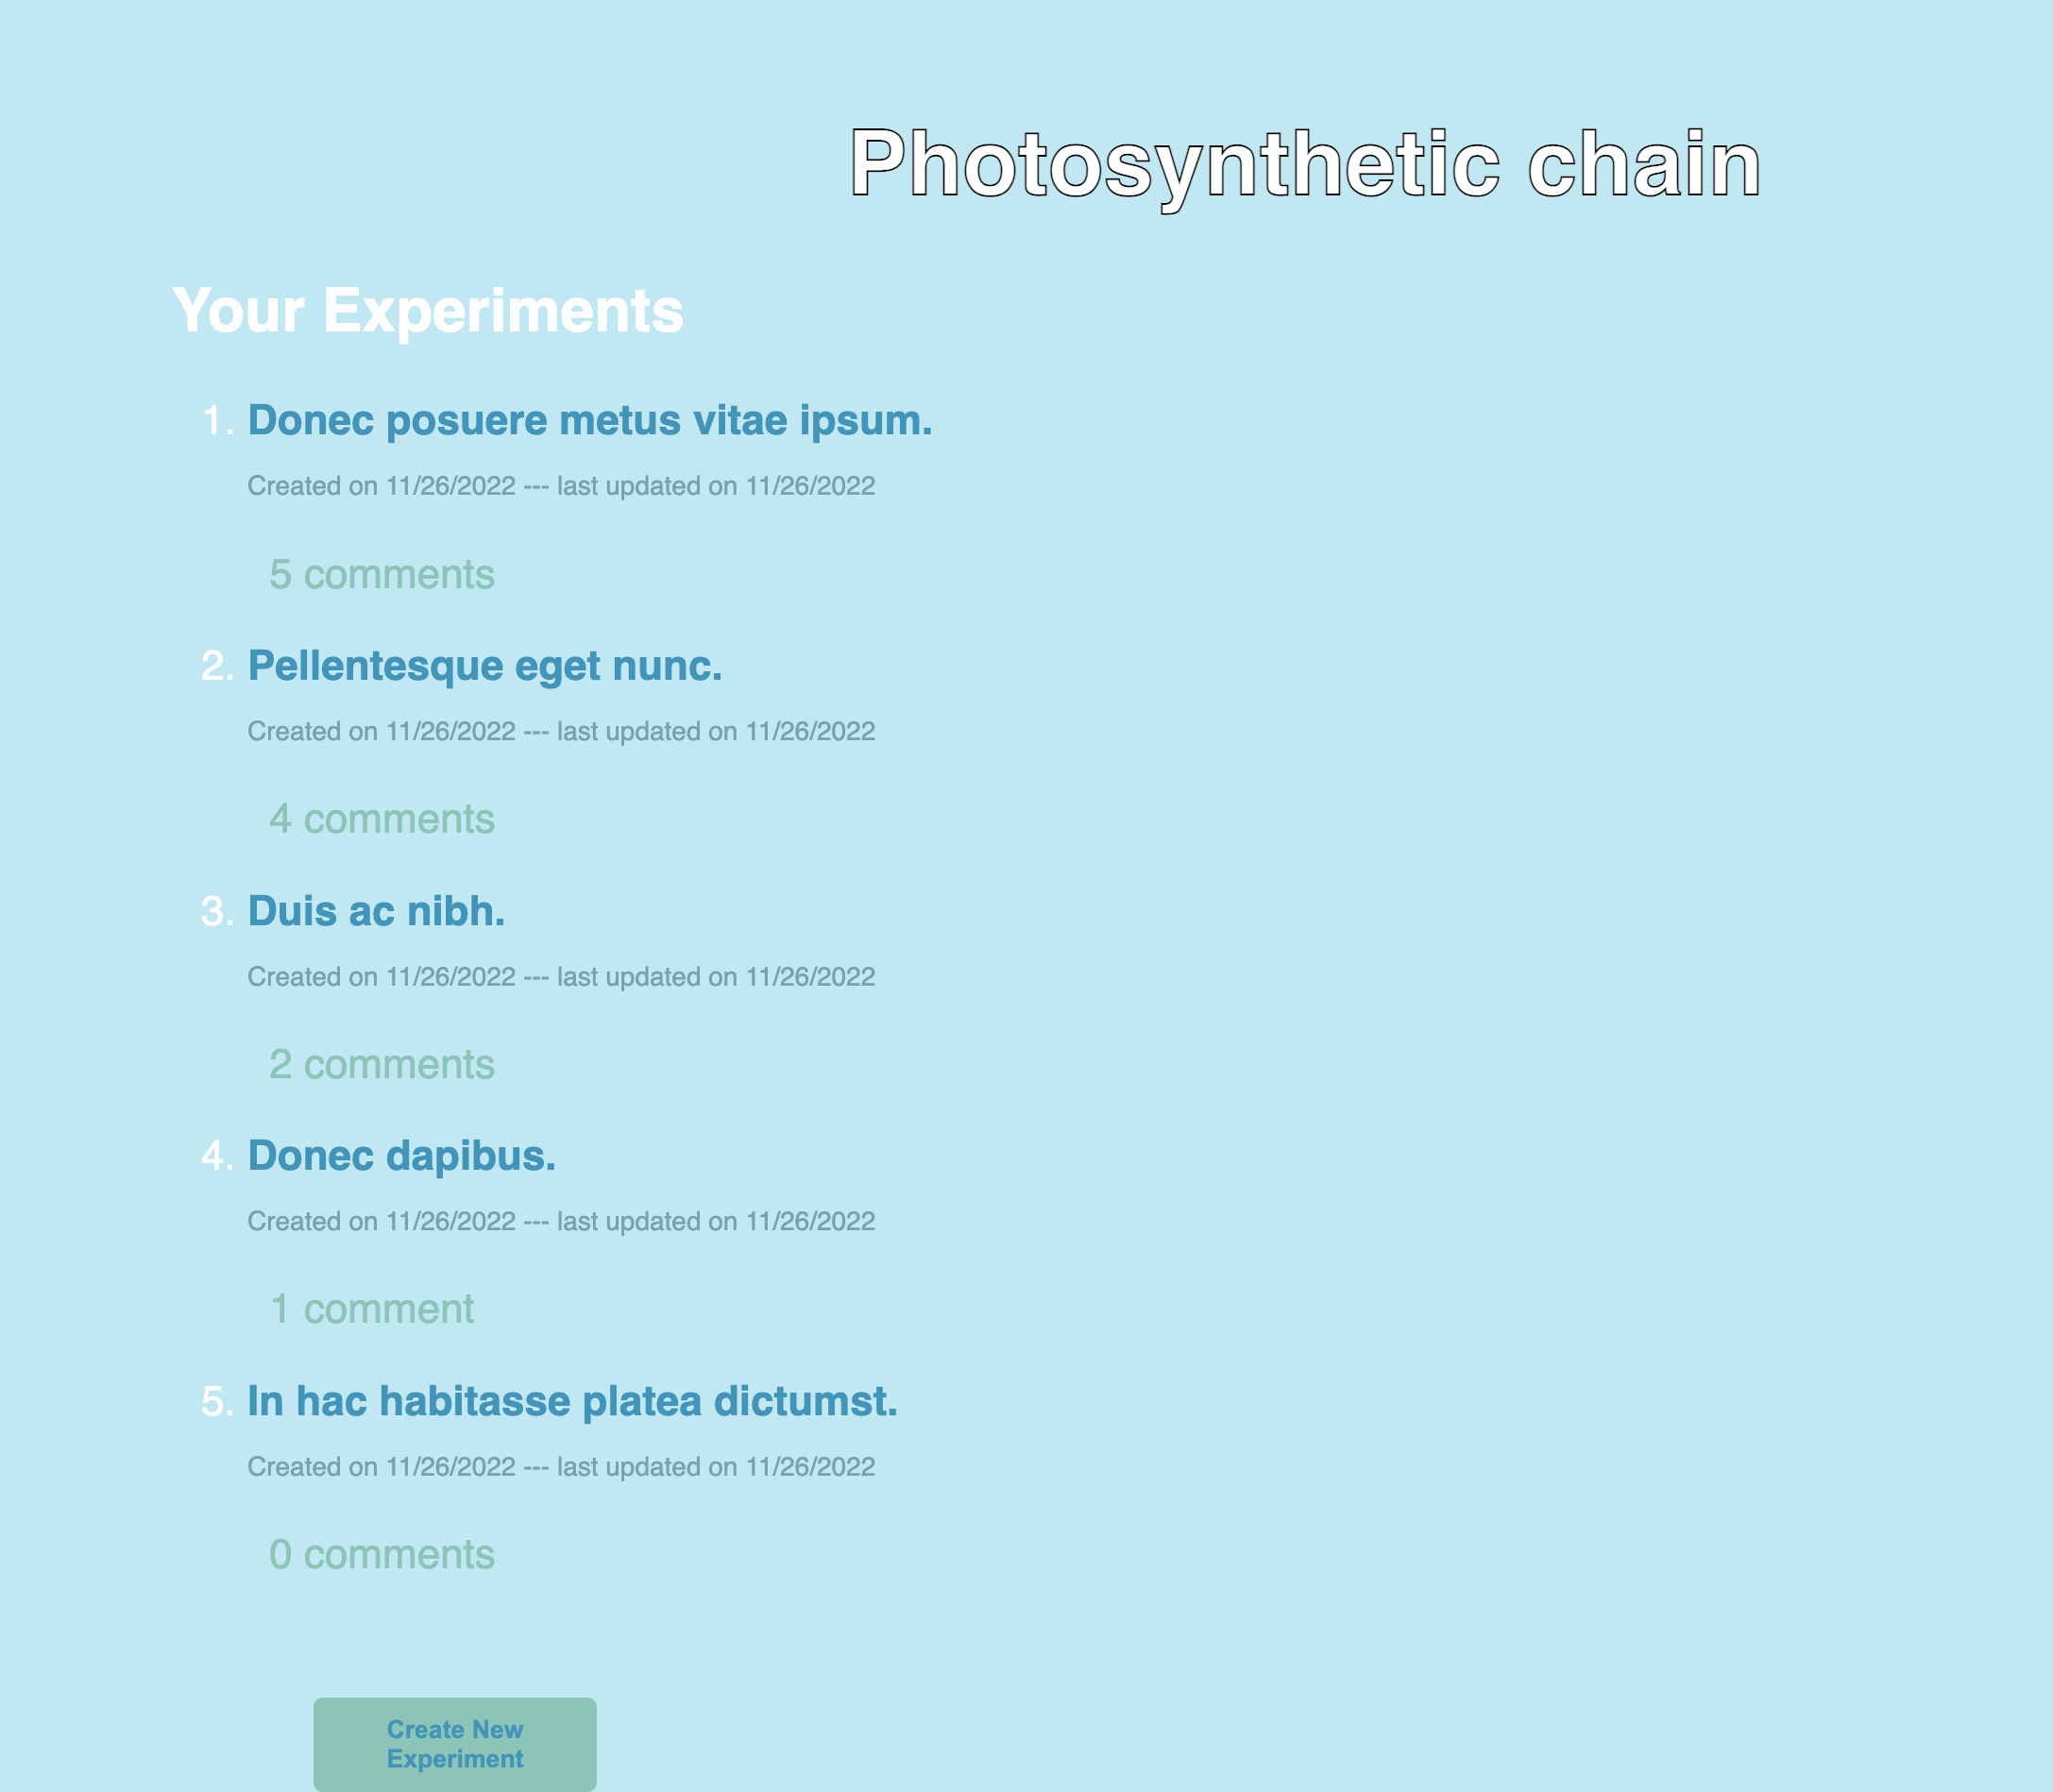 Photosynthetic chain
Your Experiments
1. Donec posuere metus vitae ipsum.
Created on 11/26/2022 --- last updated on 11/26/2022
5 comments
2. Pellentesque eget nunc.
Created on 11/26/2022 --- last updated on 11/26/2022
4 comments
3. Duis ac nibh.
Created on 11/26/2022 --- last updated on 11/26/2022
2 comments
4. Donec dapibus.
Created on 11/26/2022 --- last updated on 11/26/2022
1 comment
5. In hac habitasse platea dictumst.
Created on 11/26/2022 --- last updated on 11/26/2022
0 comments
Create New
Experiment